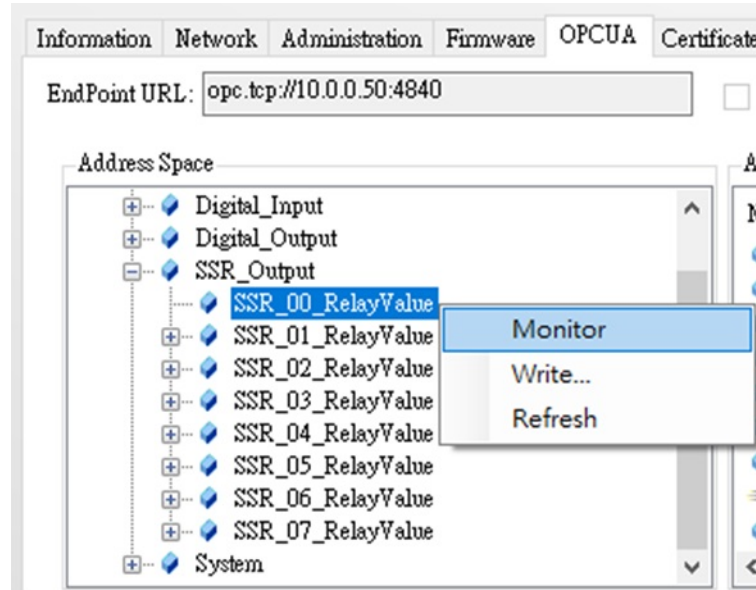 Information Network Administration Firmware OPCUA Certificate
EndPoint URL: opc.tcp://10.0.0.50:4840
Address Space
Digital_Input
Digital_Output
SSR_Output
SSR_00_RelayValue
Monitor
SSR_01_RelayValue
Write...
SSR_02_RelayValue
Refresh
SSR_03_RelayValue
SSR_04_RelayValue
SSR_05_RelayValue
SSR_06_RelayValue
SSR_07_RelayValue
System